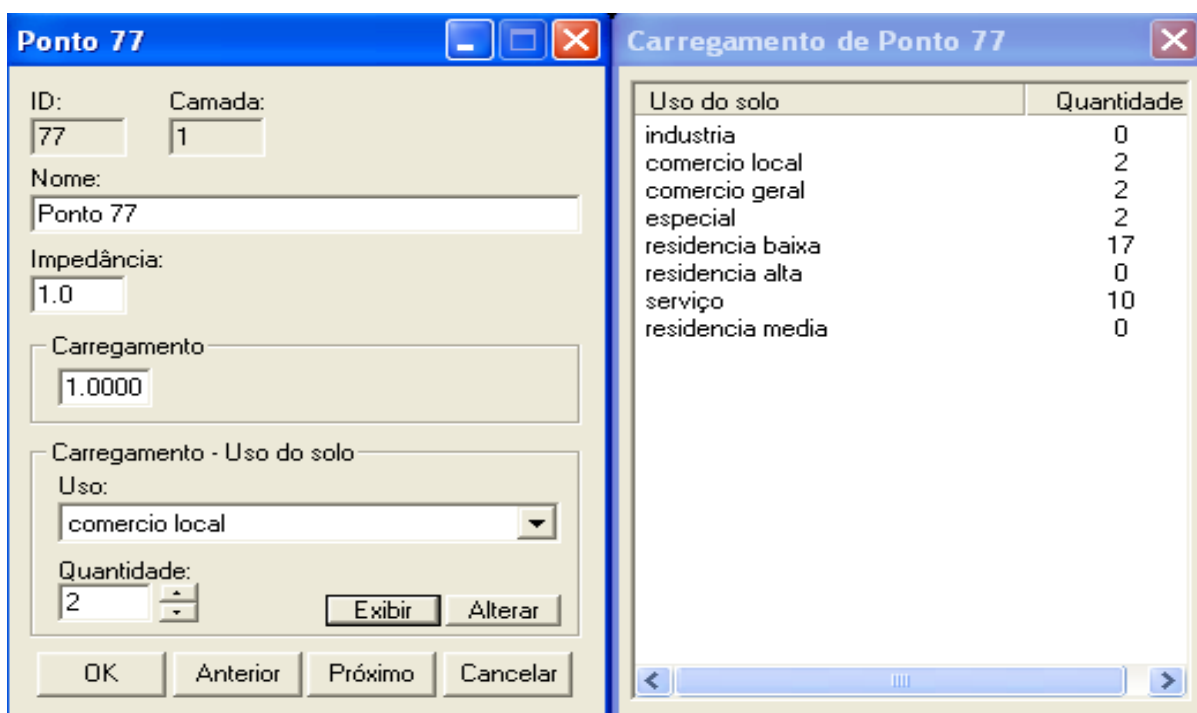 Ponto 77
ID: Camada:
77 1
Nome:
Ponto 77
Impedância:
1.0
Carregamento
1.0000
Carregamento - Uso do solo
Uso:
comercio local
Quantidade:
2
Exibir Alterar
OK Anterior Próximo Cancelar
Carregamento de Ponto 77
Uso do solo Quantidade
industria 0
comercio local 2
comercio geral 2
especial 2
residencia baixa 17
residencia alta 0
serviço 10
residencia media 0